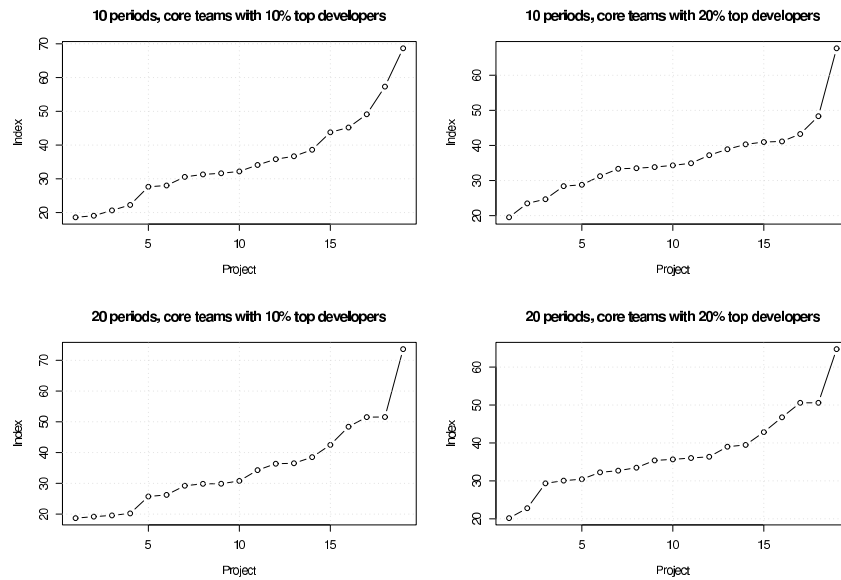 10 periods, core teams with 10% top developers
70
60
50
40
30
20
Index
5 10 15
Project
10 periods, core teams with 20% top developers
60
50
40
30
20
Index
5 10 15
Project
20 periods, core teams with 10% top developers
70
60
50
40
30
20
Index
5 10 15
Project
20 periods, core teams with 20% top developers
60
50
40
30
20
Index
5 10 15
Project